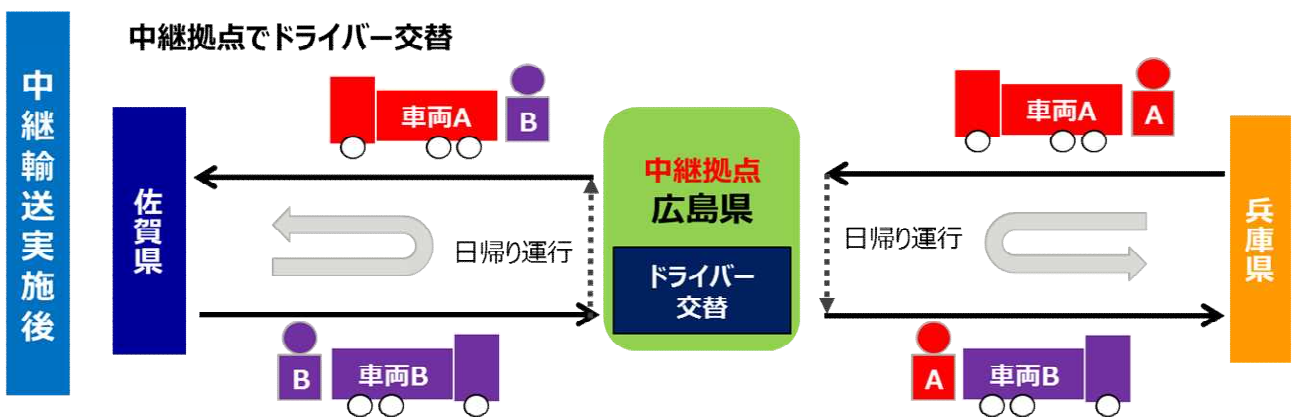 中継輸送実施後
中継拠点でドライバー交替
車両A
B
車両A
A
佐賀県
日帰り運行
中継拠点
広島県
ドライバー
交替
日帰り運行
兵庫県
B
車両B
A
車両B